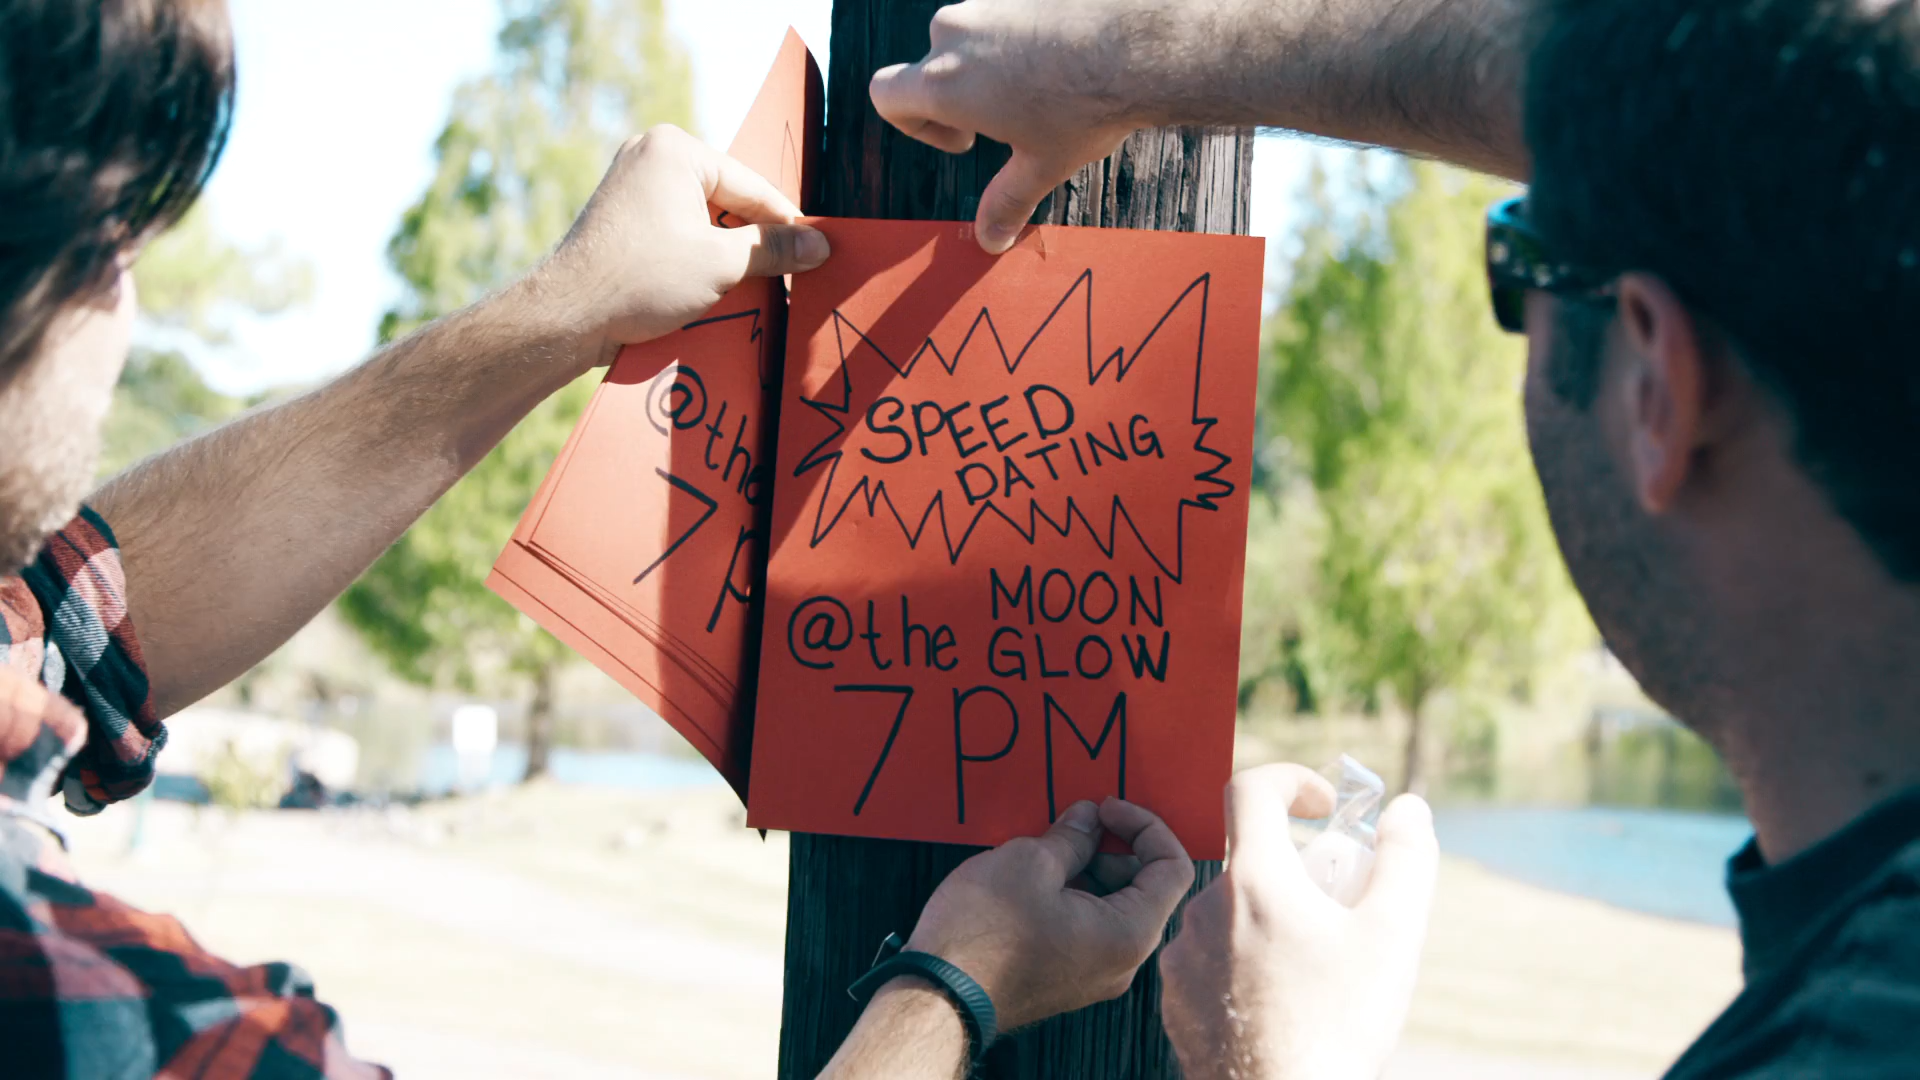 SPEED
DATING
@the MOON
GLOW
7PM
@the
7 P